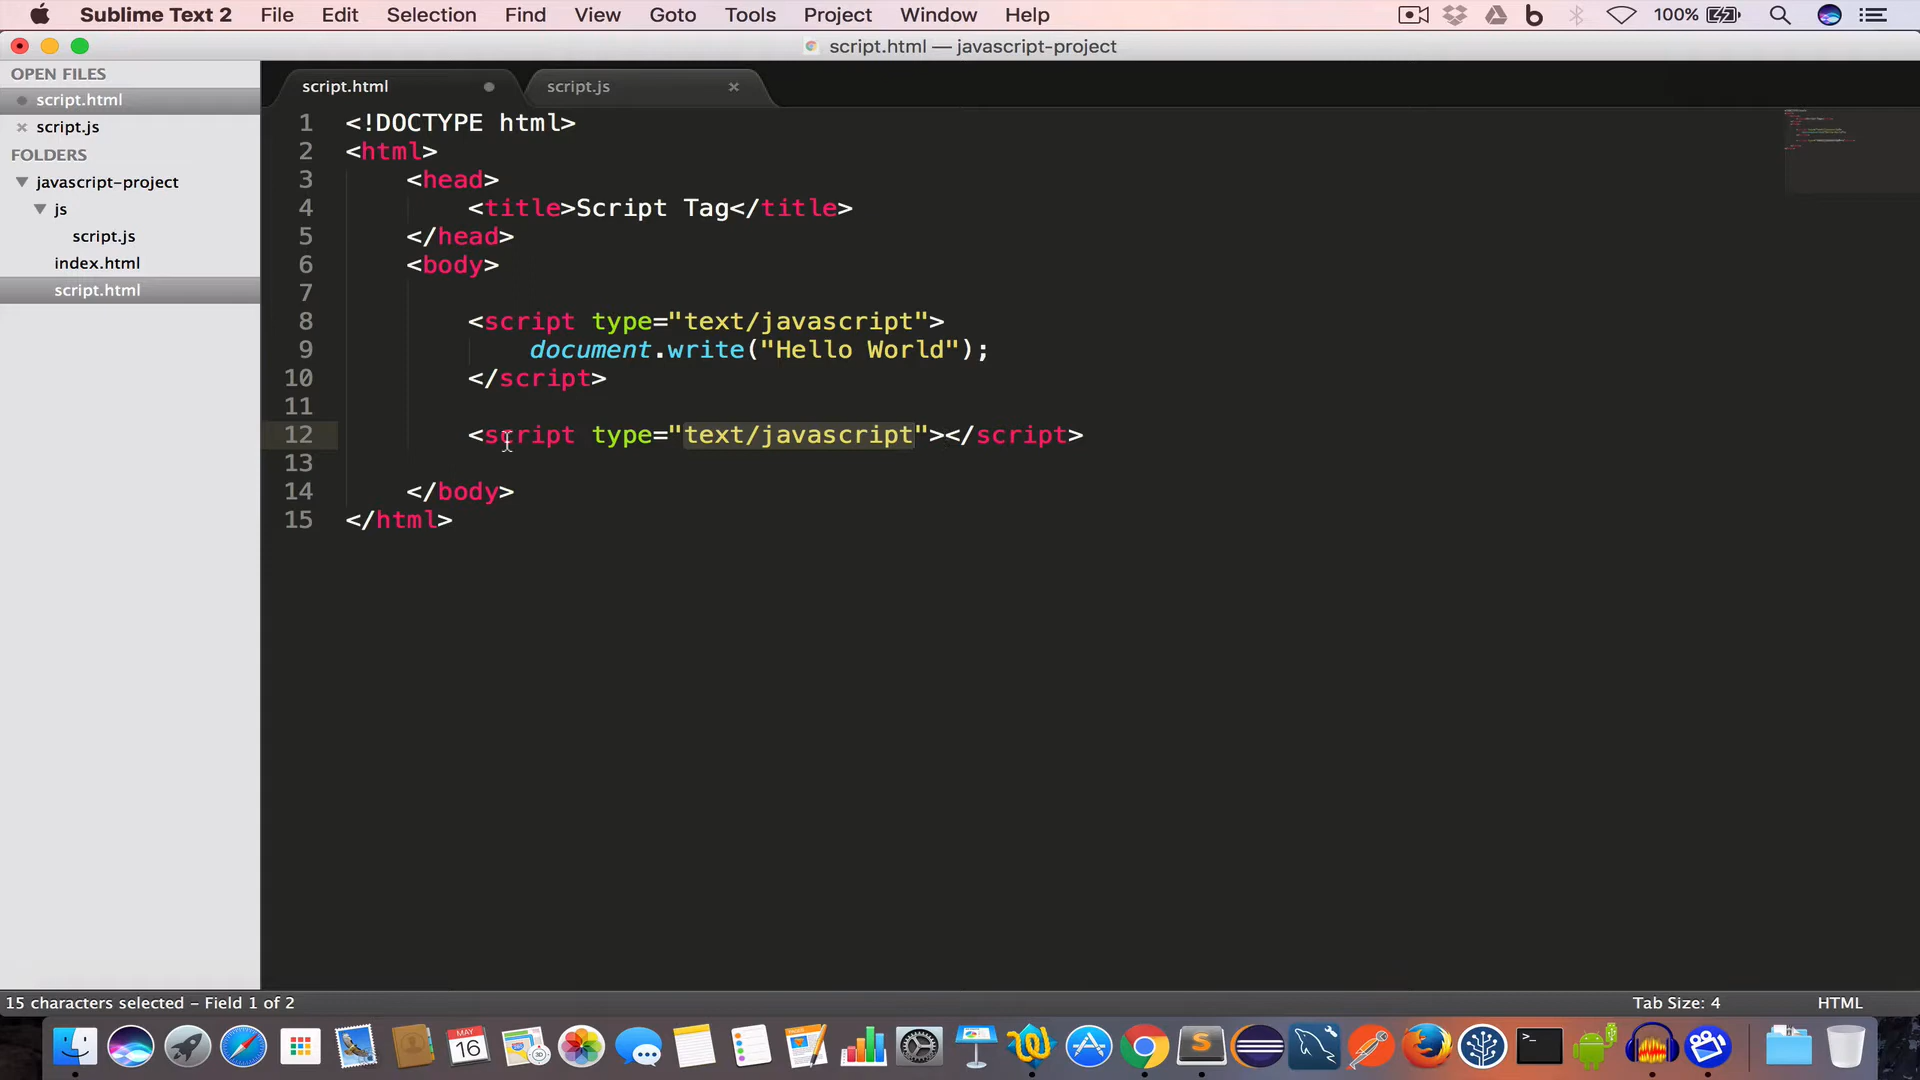 Sublime Text 2 File Edit Selection Find View Goto Tools Project Window Help 100%
script.html — javascript-project
OPEN FILES
script.html
script.js
FOLDERS
javascript-project
js
script.js
index.html
script.html
script.html script.js
1 <!DOCTYPE html>
2 <html>
3 <head>
4 <title>Script Tag</title>
5 </head>
6 <body>
7
8 <script type="text/javascript">
9 document.write("Hello World");
10 </script>
11
12 <script type="text/javascript"></script>
13
14 </body>
15 </html>
15 characters selected – Field 1 of 2 Tab Size: 4 HTML
MAY
16